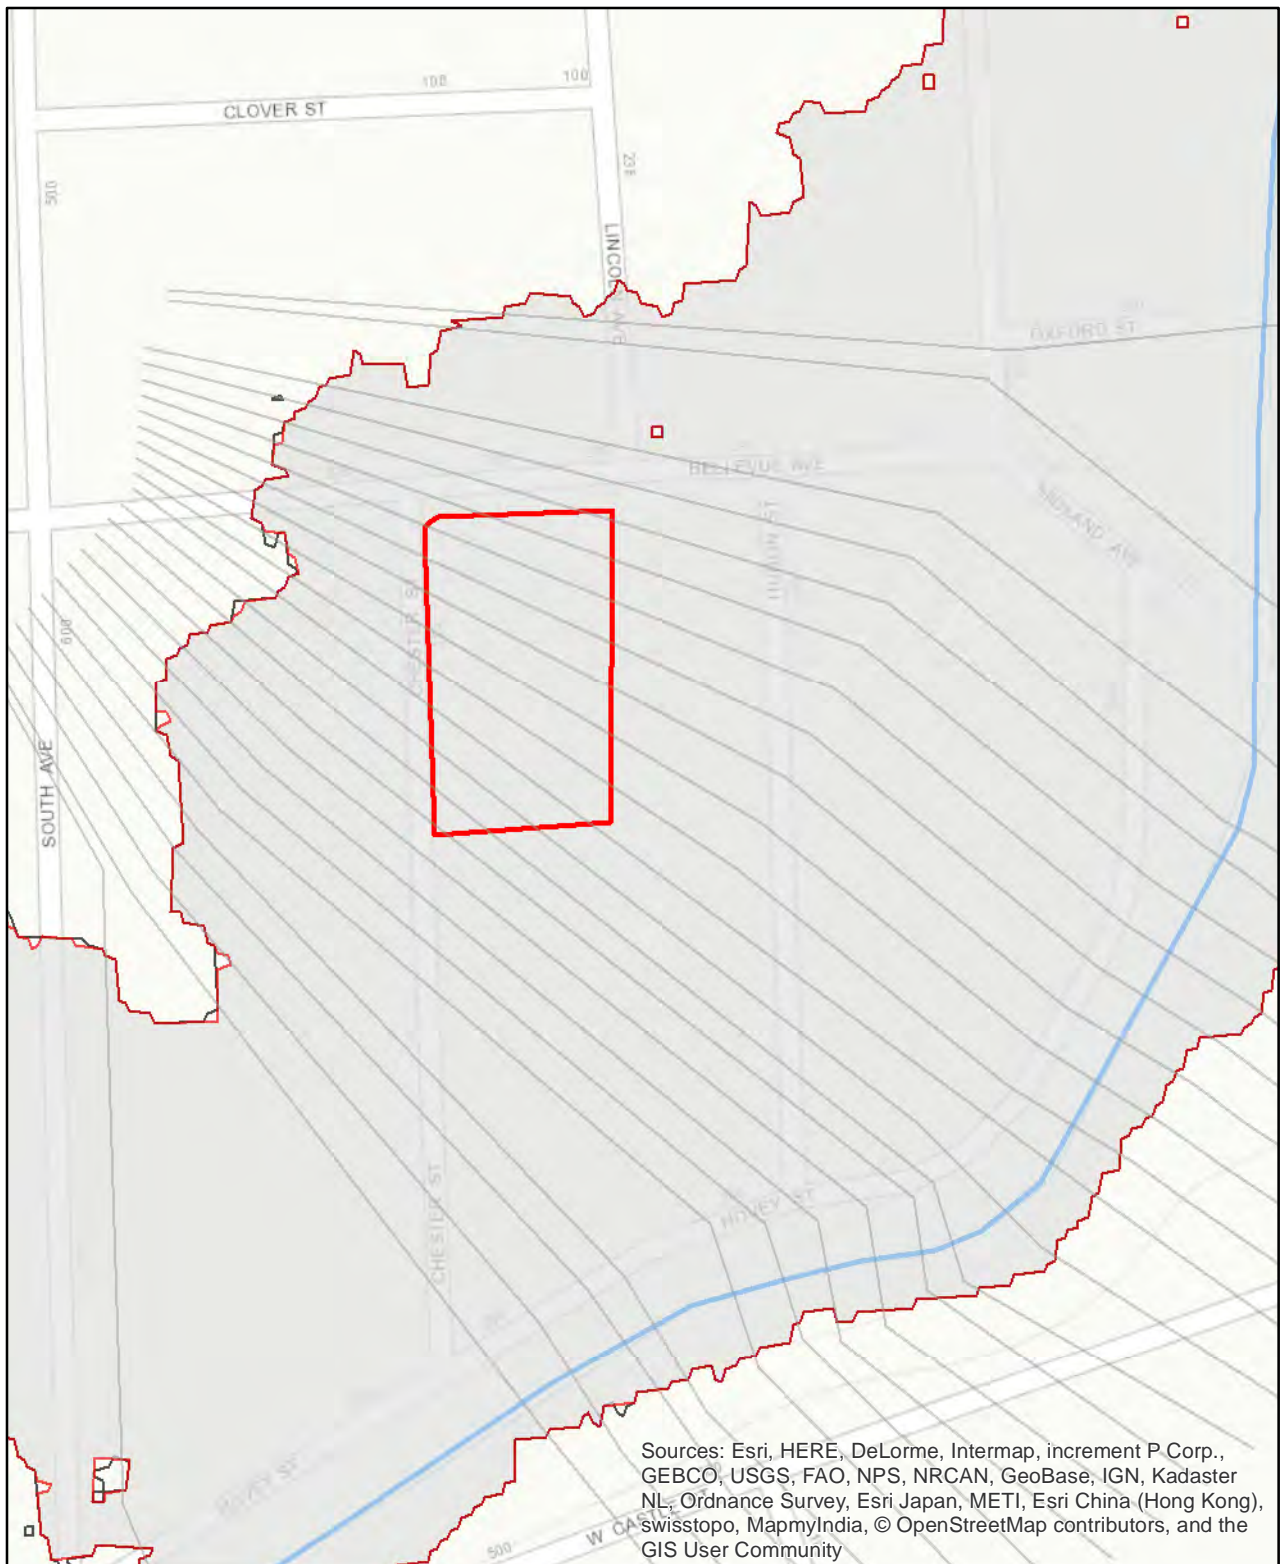 100
100
CLOVER ST
500
LINCOLN AVE
OXFORD ST
BELLEVUE AVE
MIDLAND AVE
600
SOUTH AVE
CHESTER ST
HOVEY ST
HOVEY ST
W CASTLE ST
500
Sources: Esri, HERE, DeLorme, Intermap, increment P Corp.,
GEBCO, USGS, FAO, NPS, NRCAN, GeoBase, IGN, Kadaster
NL, Ordnance Survey, Esri Japan, METI, Esri China (Hong Kong),
swisstopo, MapmyIndia, © OpenStreetMap contributors, and the
GIS User Community